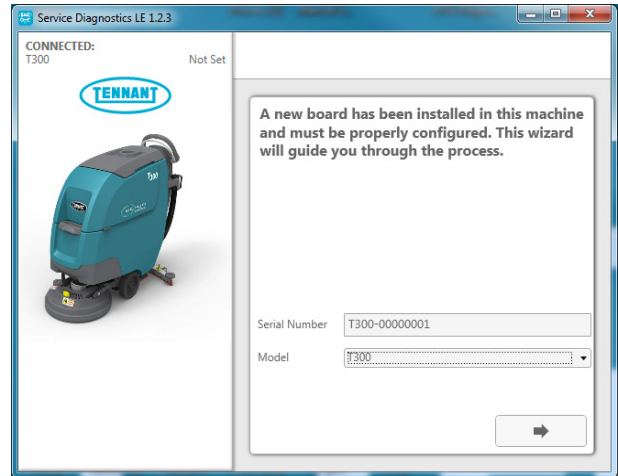 Service Diagnostics LE 1.2.3
CONNECTED:
T300 Not Set
TENNANT
T300
A new board has been installed in this machine
and must be properly configured. This wizard
will guide you through the process.
Serial Number T300-00000001
Model T300